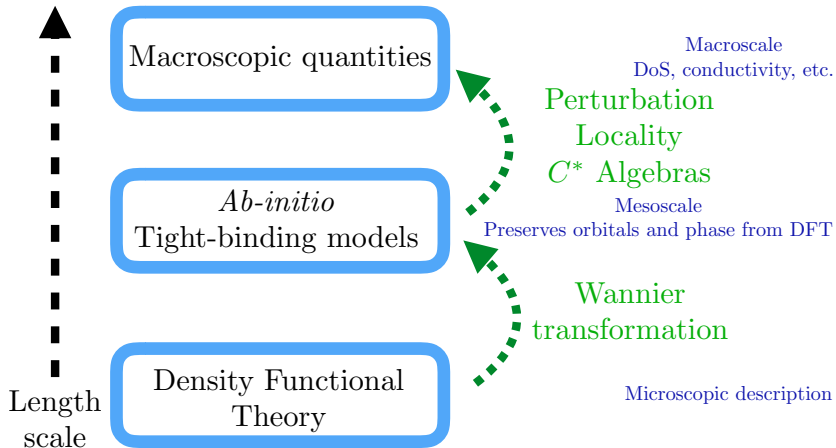 Macroscopic quantities
Macroscale
DoS, conductivity, etc.
Perturbation
Locality
C* Algebras
Ab-initio
Tight-binding models
Mesoscale
Preserves orbitals and phase from DFT
Wannier
transformation
Density Functional
Theory
Microscopic description
Length
scale